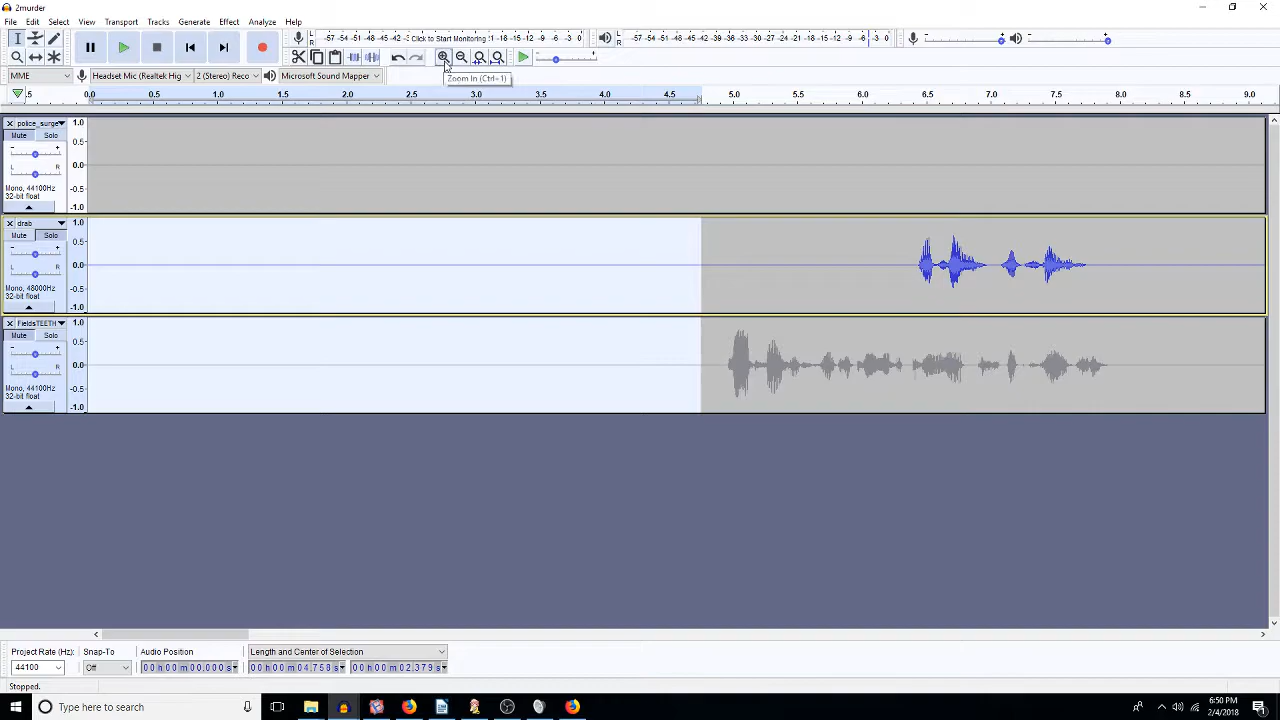 2murder
File Edit Select View Transport Tracks Generate Effect Analyze Help
L R -57 -54 -51 -48 -45 -42 -3 Click to Start Monitoring 1 -18 -15 -12 -9 -6 -3 0
L R -57 -54 -51 -48 -45 -42 -39 -36 -33 -30 -27 -24 -21 -18 -15 -12 -9 -6 -3 0
- + - +
MME Headset Mic (Realtek Hig 2 (Stereo) Reco Microsoft Sound Mapper
Zoom In (Ctrl+1)
.5 0.0 0.5 1.0 1.5 2.0 2.5 3.0 3.5 4.0 4.5 5.0 5.5 6.0 6.5 7.0 7.5 8.0 8.5 9.0
police_surge 1.0
Mute Solo
- + 0.5
L R 0.0
Mono, 44100Hz -0.5
32-bit float
-1.0
drab 1.0
Mute Solo
- + 0.5
L R 0.0
Mono, 48000Hz -0.5
32-bit float
-1.0
FieldsTEETH 1.0
Mute Solo
- + 0.5
L R 0.0
Mono, 44100Hz -0.5
32-bit float
-1.0
Project Rate (Hz): Snap-To Audio Position Length and Center of Selection
44100 Off 00h00m00.000s 00h00m04.758s 00h00m02.379s
Stopped.
Type here to search
6:50 PM
2/4/2018